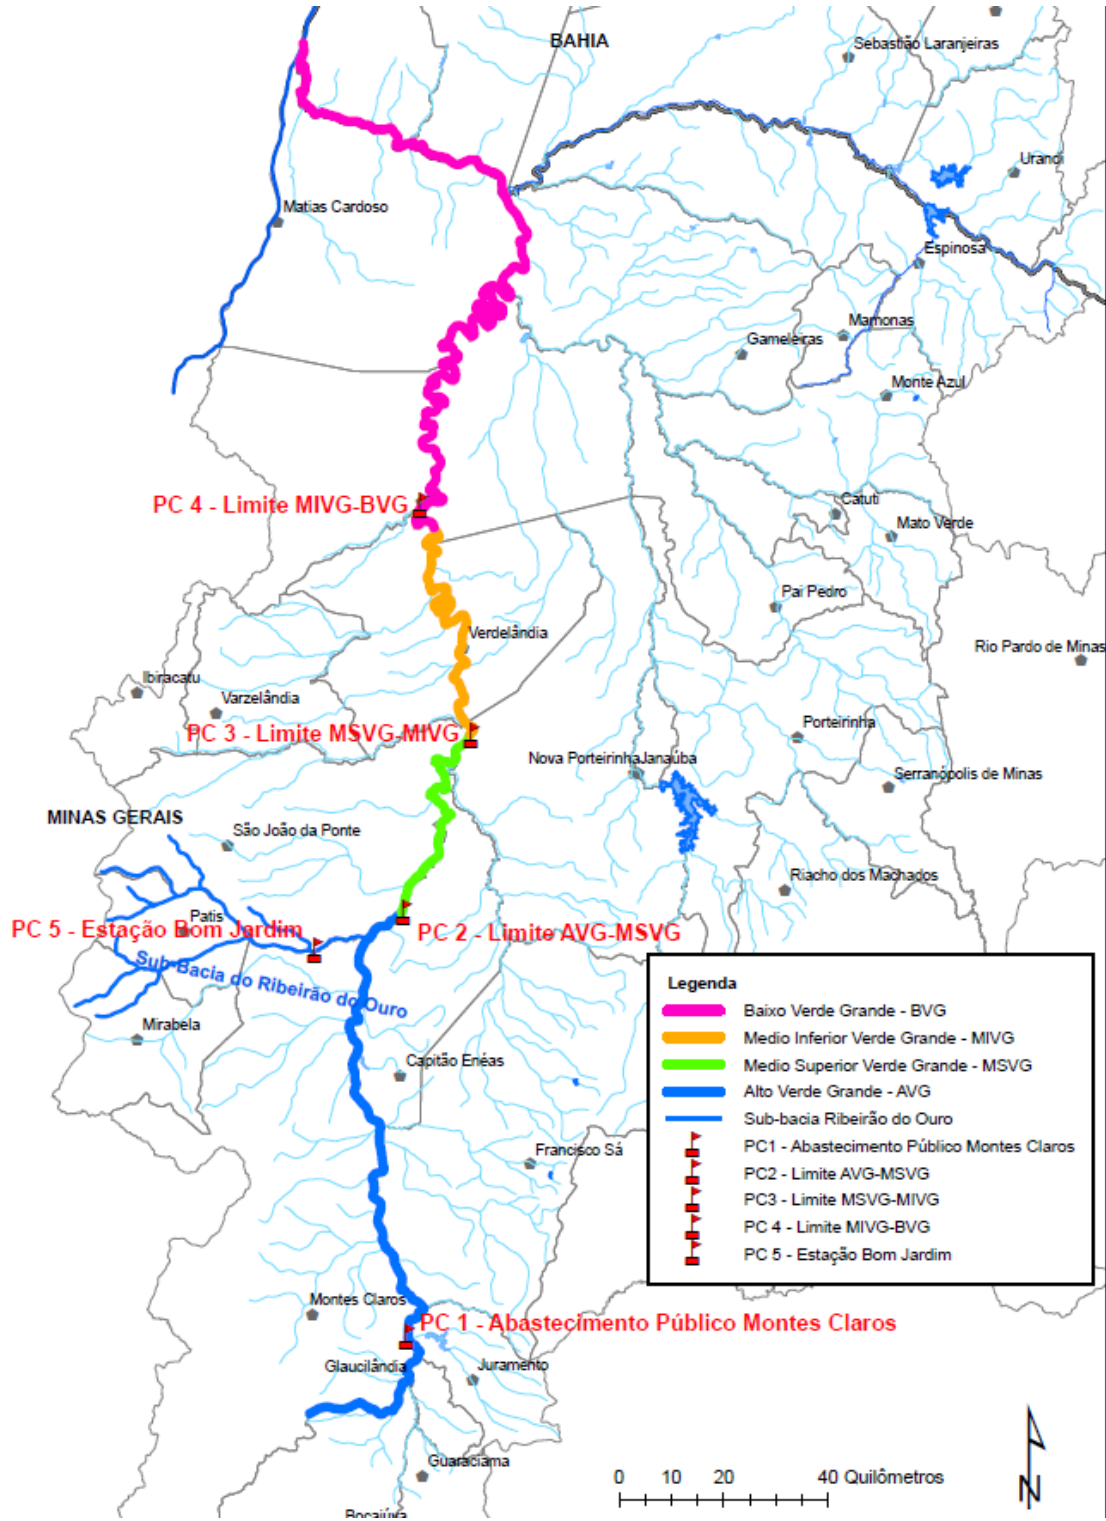 BAHIA
Sebastião Laranjeiras
Urandi
Matias Cardoso
Espinosa
Mamonas
Gameleiras
Monte Azul
PC 4 - Limite MIVG-BVG
Catuti
Mato Verde
Pai Pedro
Verdelândia
Rio Pardo de Minas
Ibiracatu
Varzelândia
PC 3 - Limite MSVG-MIVG
Porteirinha
Nova Porteirinha
Janaúba
Serranópolis de Minas
MINAS GERAIS
São João da Ponte
Riacho dos Machados
Patis
PC 5 - Estação Bom Jardim
PC 2 - Limite AVG-MSVG
Sub-Bacia do Ribeirão do Ouro
Mirabela
Capitão Enéas
Francisco Sá
Legenda
Baixo Verde Grande - BVG
Medio Inferior Verde Grande - MIVG
Medio Superior Verde Grande - MSVG
Alto Verde Grande - AVG
Sub-bacia Ribeirão do Ouro
PC1 - Abastecimento Público Montes Claros
PC2 - Limite AVG-MSVG
PC3 - Limite MSVG-MIVG
PC 4 - Limite MIVG-BVG
PC 5 - Estação Bom Jardim
Montes Claros
PC 1 - Abastecimento Público Montes Claros
Glaucilândia
Juramento
Guaraciama
0 10 20 40 Quilômetros
N
Bocaiúva